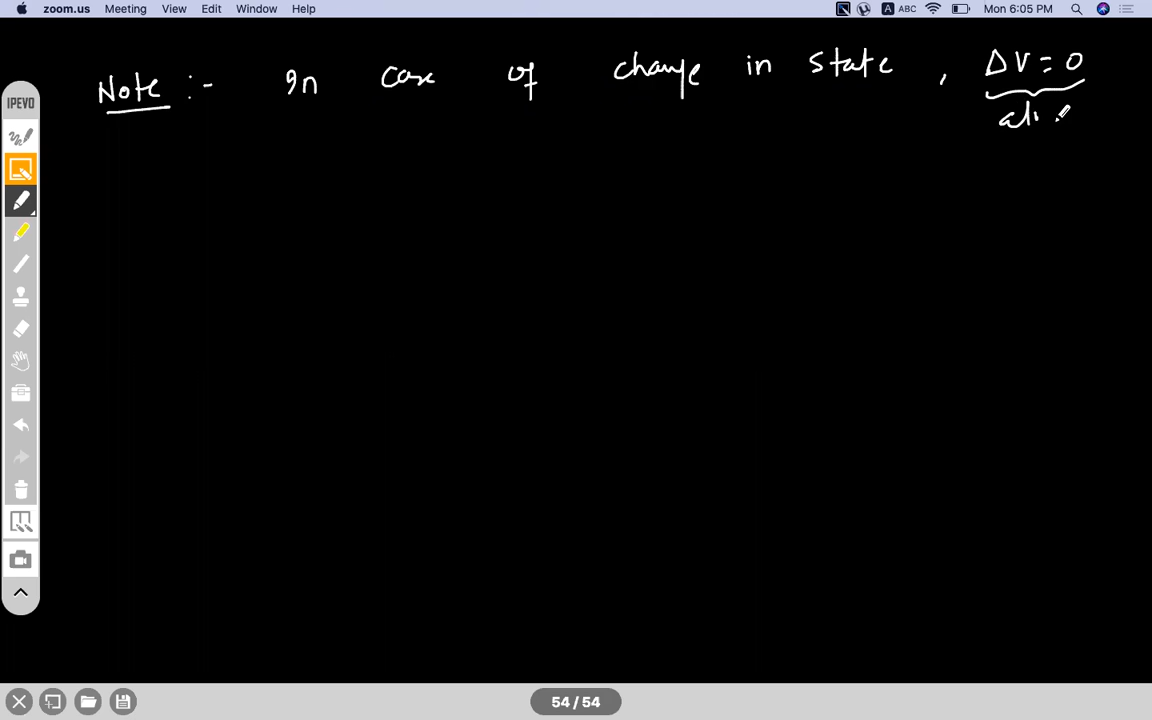 zoom.us Meeting View Edit Window Help A ABC Mon 6:05 PM
Note :- In case of change in state , ΔV = 0
IPEVO
54 / 54